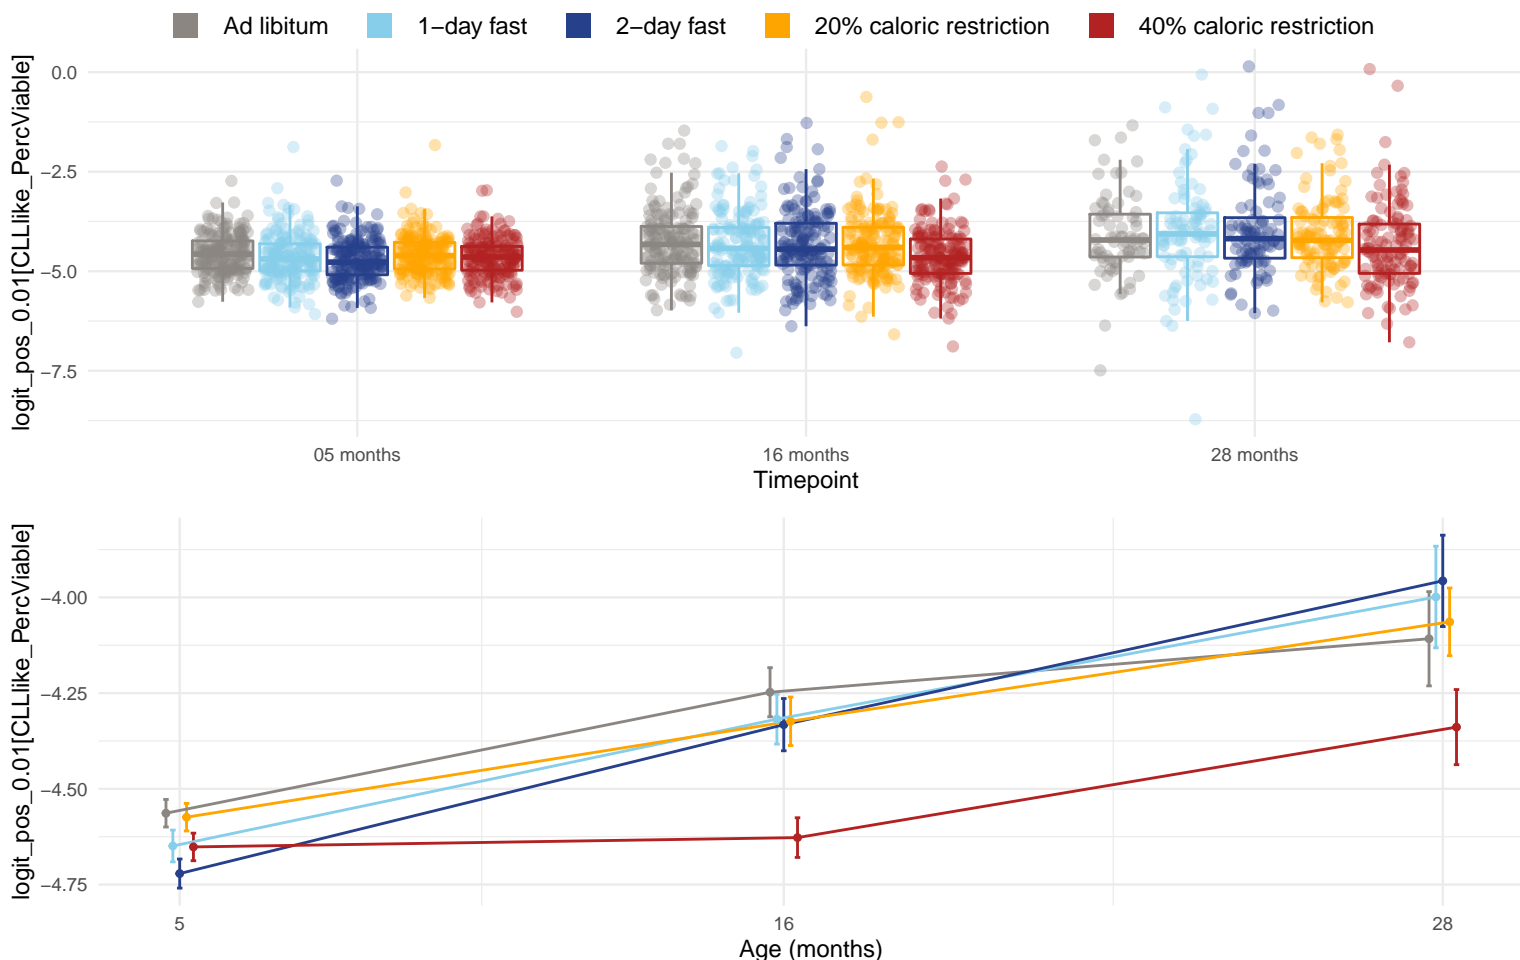 Ad libitum 1−day fast 2−day fast 20% caloric restriction 40% caloric restriction
logit_pos_0.01[CLLlike_PercViable]
0.0
−2.5
−5.0
−7.5
05 months 16 months 28 months
Timepoint
logit_pos_0.01[CLLlike_PercViable]
−4.00
−4.25
−4.50
−4.75
5 16 28
Age (months)